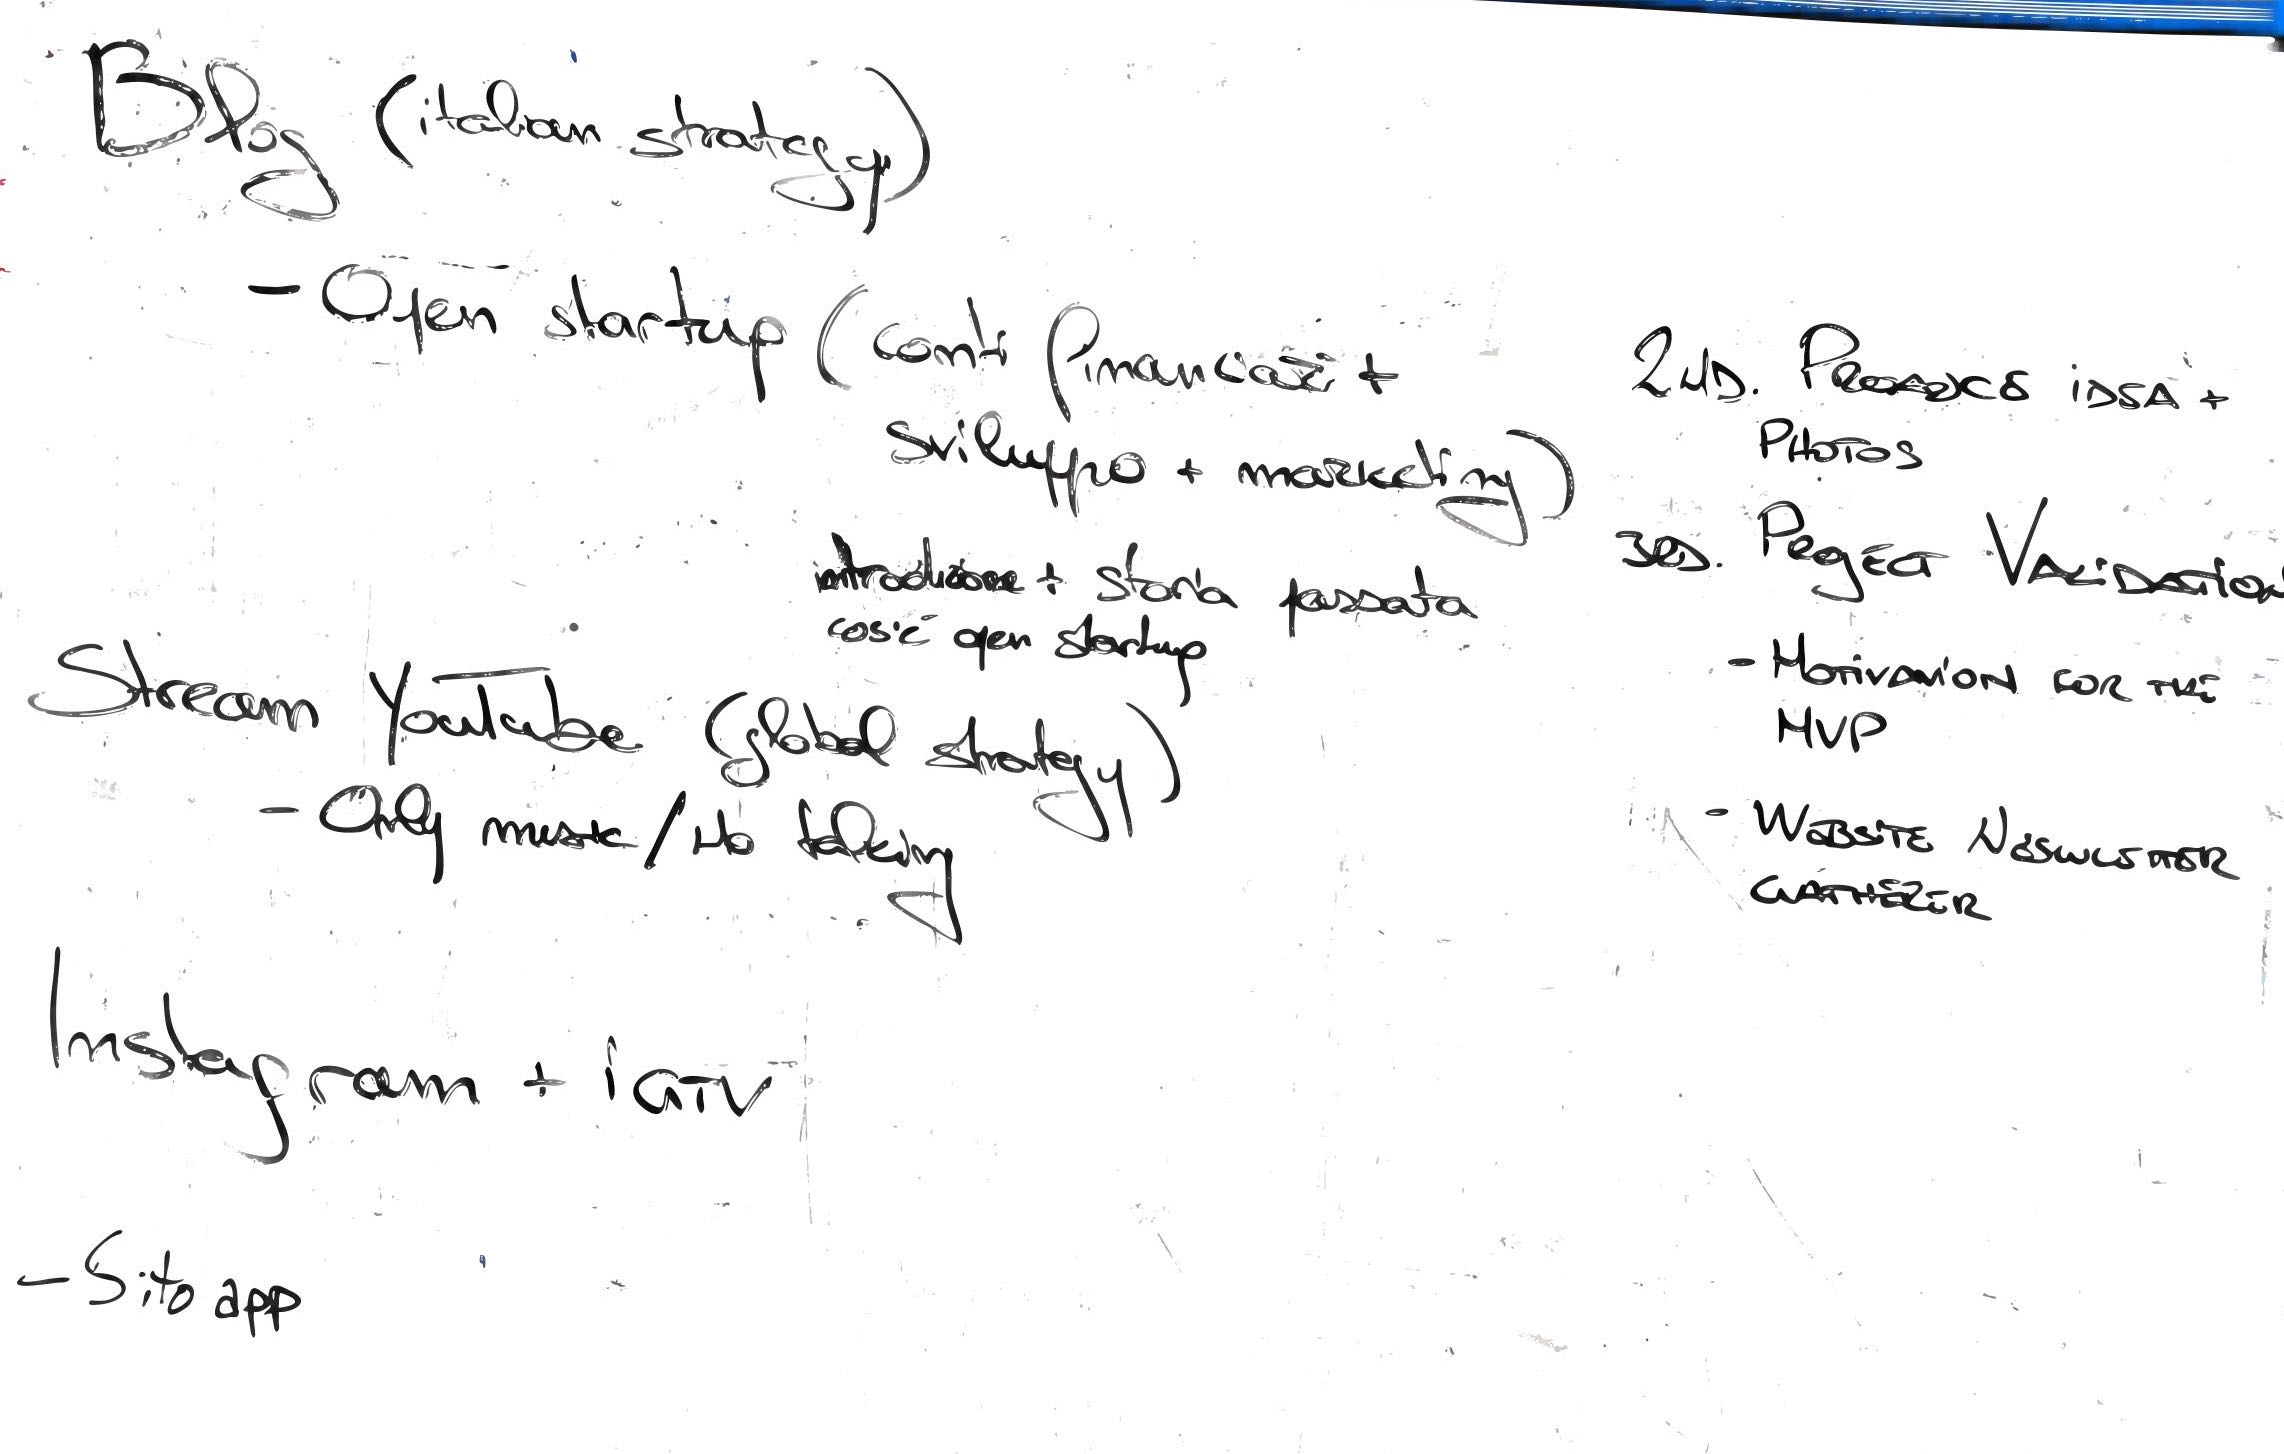 Blog (italian strategy)
- Open startup (conti finanziari +
sviluppo + marketing)
introduzione + storia passata
cos'è open startup
Stream Youtube (global strategy)
- Only music / No talking
Instagram + iGTV
- Sito app
2ND. PRODUCE IDEA +
PHOTOS
3RD. PROJECT VALIDATION
- MOTIVATION FOR THE
MVP
- WEBSITE NEWSLETTER
GATHERER